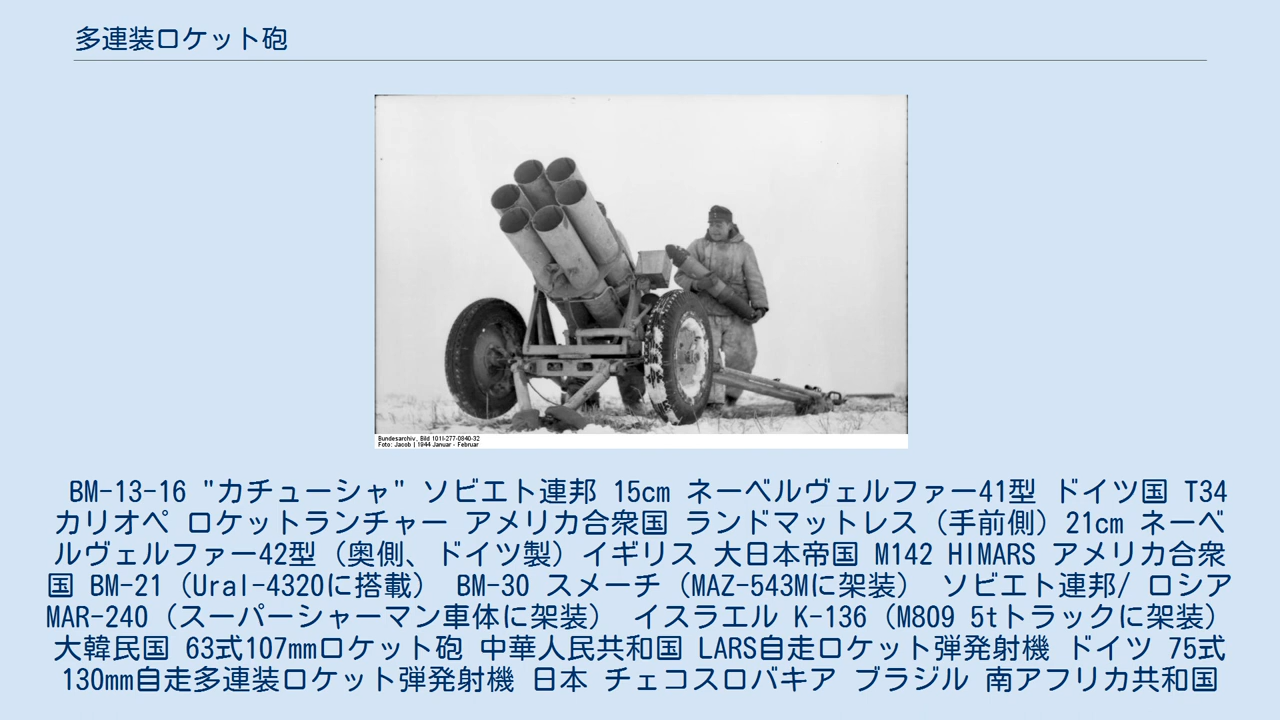 多連装ロケット砲
Bundesarchiv, Bild 101I-277-0840-32
Foto: Jacob | 1944 Januar - Februar
BM-13-16 "カチューシャ" ソビエト連邦 15cm ネーベルヴェルファー41型 ドイツ国 T34
カリオペ ロケットランチャー アメリカ合衆国 ランドマットレス（手前側）21cm ネーベ
ルヴェルファー42型（奥側、ドイツ製）イギリス 大日本帝国 M142 HIMARS アメリカ合衆
国 BM-21（Ural-4320に搭載） BM-30 スメーチ（MAZ-543Mに架装） ソビエト連邦/ ロシア
MAR-240（スーパーシャーマン車体に架装） イスラエル K-136（M809 5tトラックに架装）
大韓民国 63式107mmロケット砲 中華人民共和国 LARS自走ロケット弾発射機 ドイツ 75式
130mm自走多連装ロケット弾発射機 日本 チェコスロバキア ブラジル 南アフリカ共和国